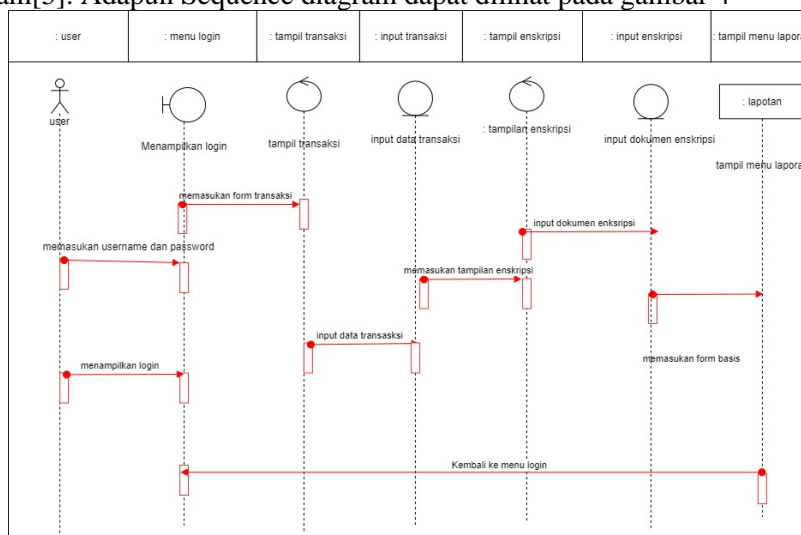 Adapun Sequence diagram dapat dilihat pada gambar 4
: user
: menu login
: tampil transaksi
: input transaksi
: tampil enskripsi
: input enskripsi
: tampil menu lapora
user
Menampilkan login
tampil transaksi
input data transaksi
: tampilan enskripsi
input dokumen enskripsi
: lapotan
tampil menu lapora
memasukan form transaksi
input dokumen enksripsi
memasukan username dan password
memasukan tampilan enskripsi
input data transasksi
memasukan form basis
menampilkan login
Kembali ke menu login